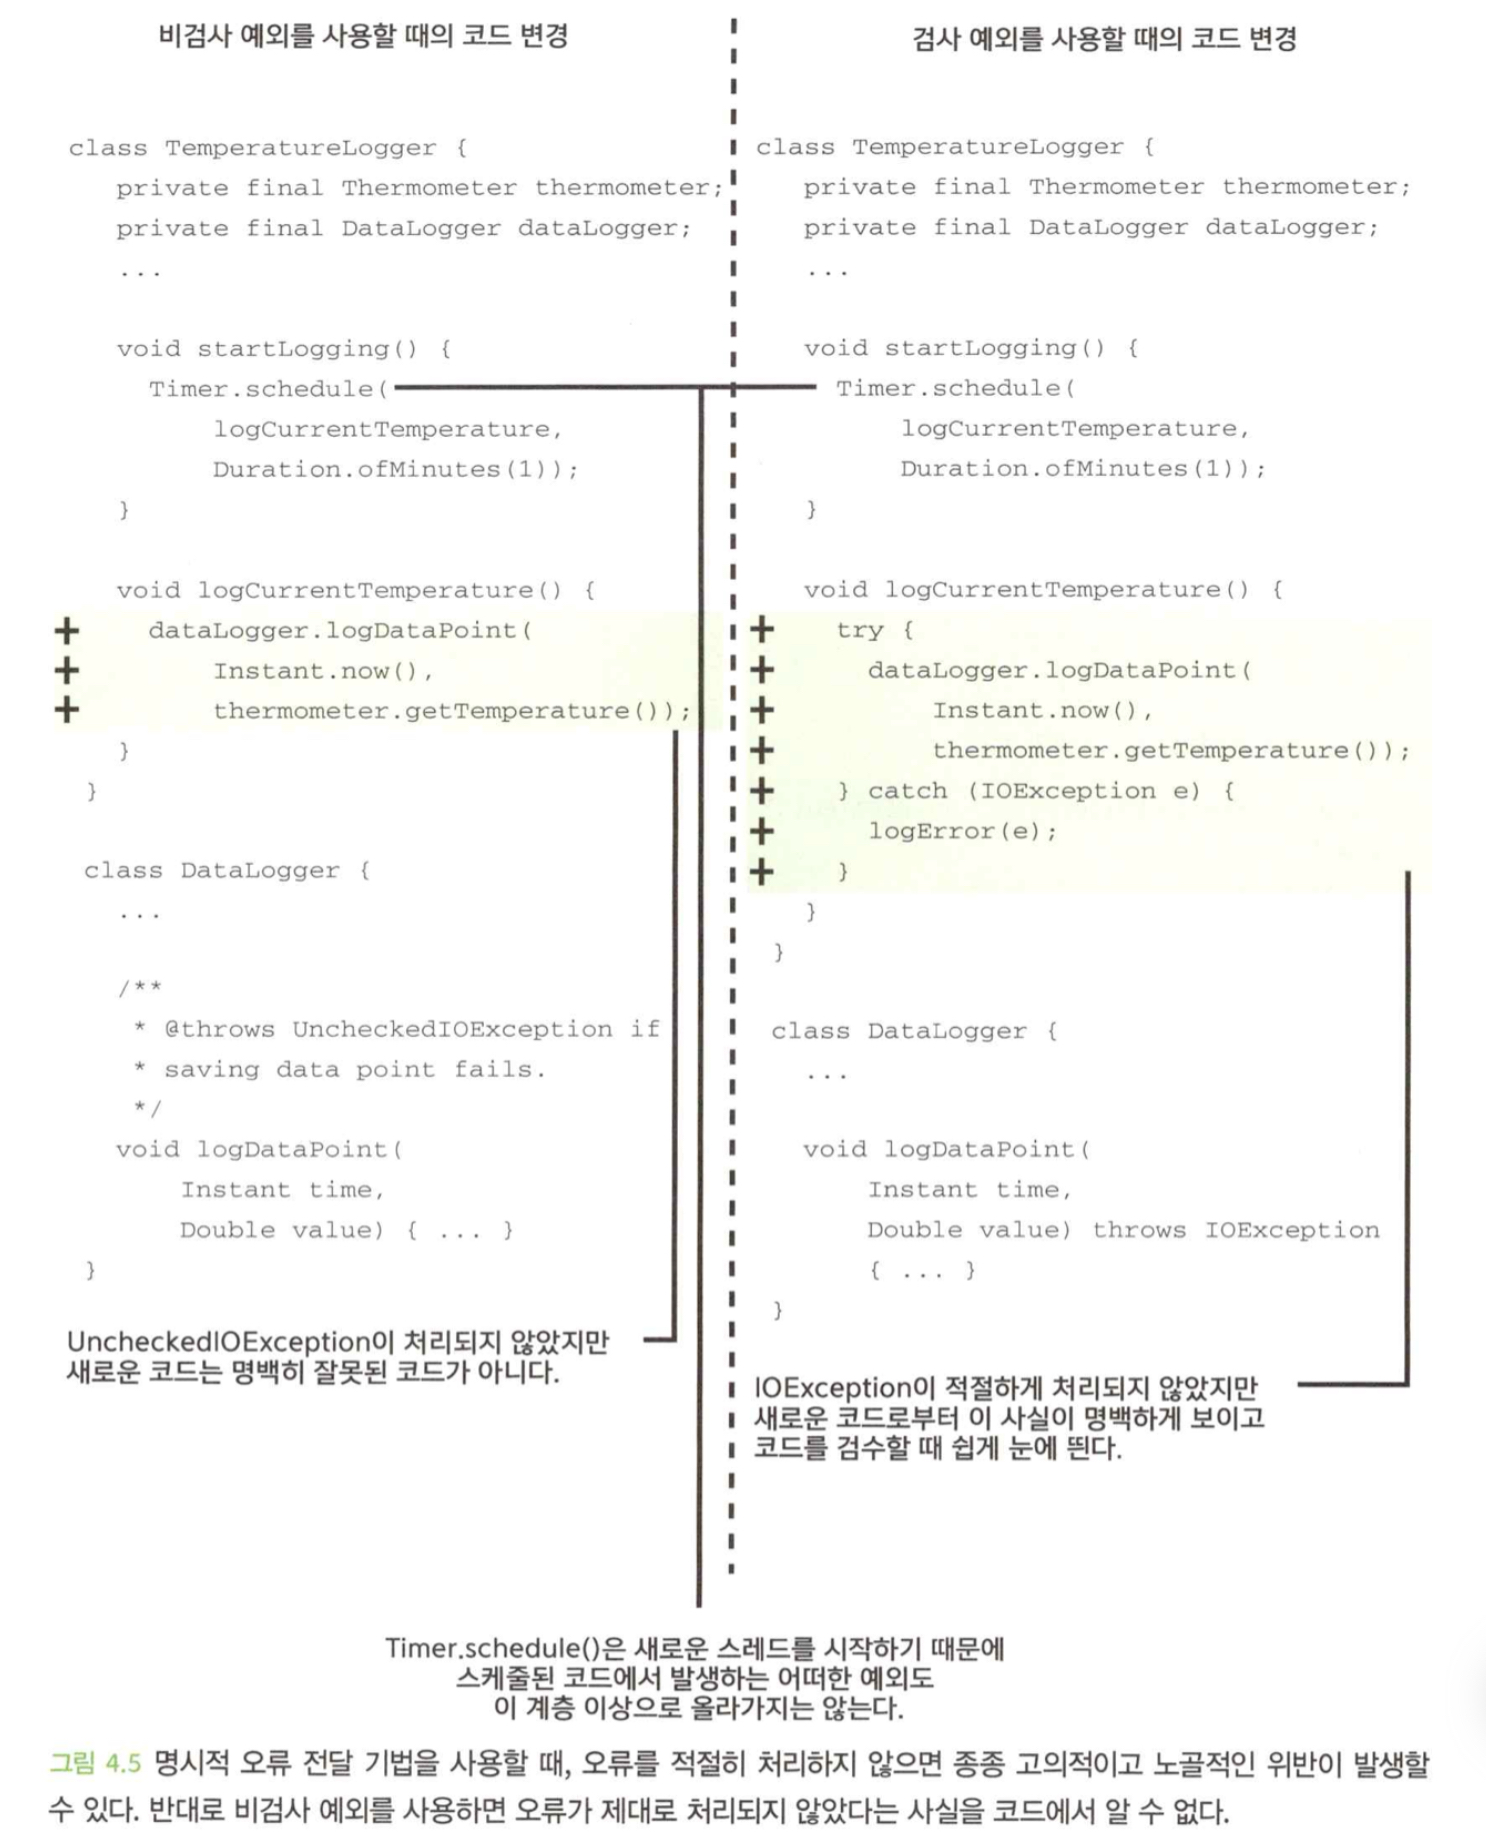 비검사 예외를 사용할 때의 코드 변경
class TemperatureLogger {
private final Thermometer thermometer;
private final DataLogger dataLogger;
...
void startLogging() {
Timer.schedule(
logCurrentTemperature,
Duration.ofMinutes(1));
}
void logCurrentTemperature() {
+ dataLogger.logDataPoint(
+ Instant.now(),
+ thermometer.getTemperature());
}
}
class DataLogger {
...
/**
* @throws UncheckedIOException if
* saving data point fails.
*/
void logDataPoint(
Instant time,
Double value) { ... }
}
UncheckedIOException이 처리되지 않았지만
새로운 코드는 명백히 잘못된 코드가 아니다.
검사 예외를 사용할 때의 코드 변경
class TemperatureLogger {
private final Thermometer thermometer;
private final DataLogger dataLogger;
...
void startLogging() {
Timer.schedule(
logCurrentTemperature,
Duration.ofMinutes(1));
}
void logCurrentTemperature() {
+ try {
+ dataLogger.logDataPoint(
+ Instant.now(),
+ thermometer.getTemperature());
+ } catch (IOException e) {
+ logError(e);
+ }
}
}
class DataLogger {
...
void logDataPoint(
Instant time,
Double value) throws IOException
{ ... }
}
IOException이 적절하게 처리되지 않았지만
새로운 코드로부터 이 사실이 명백하게 보이고
코드를 검수할 때 쉽게 눈에 띈다.
Timer.schedule()은 새로운 스레드를 시작하기 때문에
스케줄된 코드에서 발생하는 어떠한 예외도
이 계층 이상으로 올라가지는 않는다.
그림 4.5 명시적 오류 전달 기법을 사용할 때, 오류를 적절히 처리하지 않으면 종종 고의적이고 노골적인 위반이 발생할
수 있다. 반대로 비검사 예외를 사용하면 오류가 제대로 처리되지 않았다는 사실을 코드에서 알 수 없다.